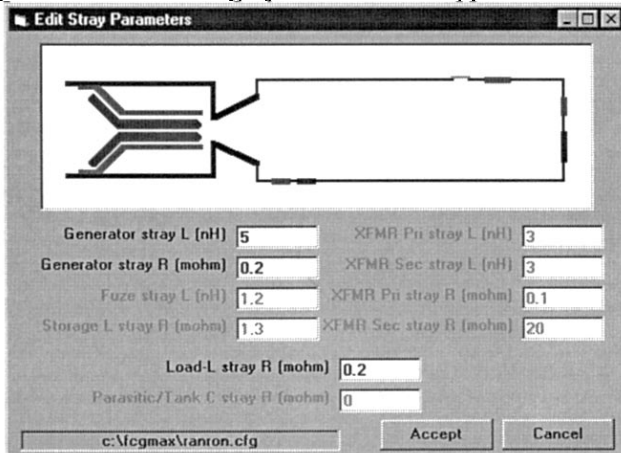 Edit Stray Parameters
Generator stray L (nH) 5 XFMR Pri stray L (nH) 3
Generator stray R (mohm) 0.2 XFMR Sec stray L (nH) 3
Fuze stray L (nH) 1.2 XFMR Pri stray R (mohm) 0.1
Storage L stray R (mohm) 1.3 XFMR Sec stray R (mohm) 20
Load-L stray R (mohm) 0.2
Parasitic/Tank C stray R (mohm) 0
c:\fcgmax\ranron.cfg Accept Cancel